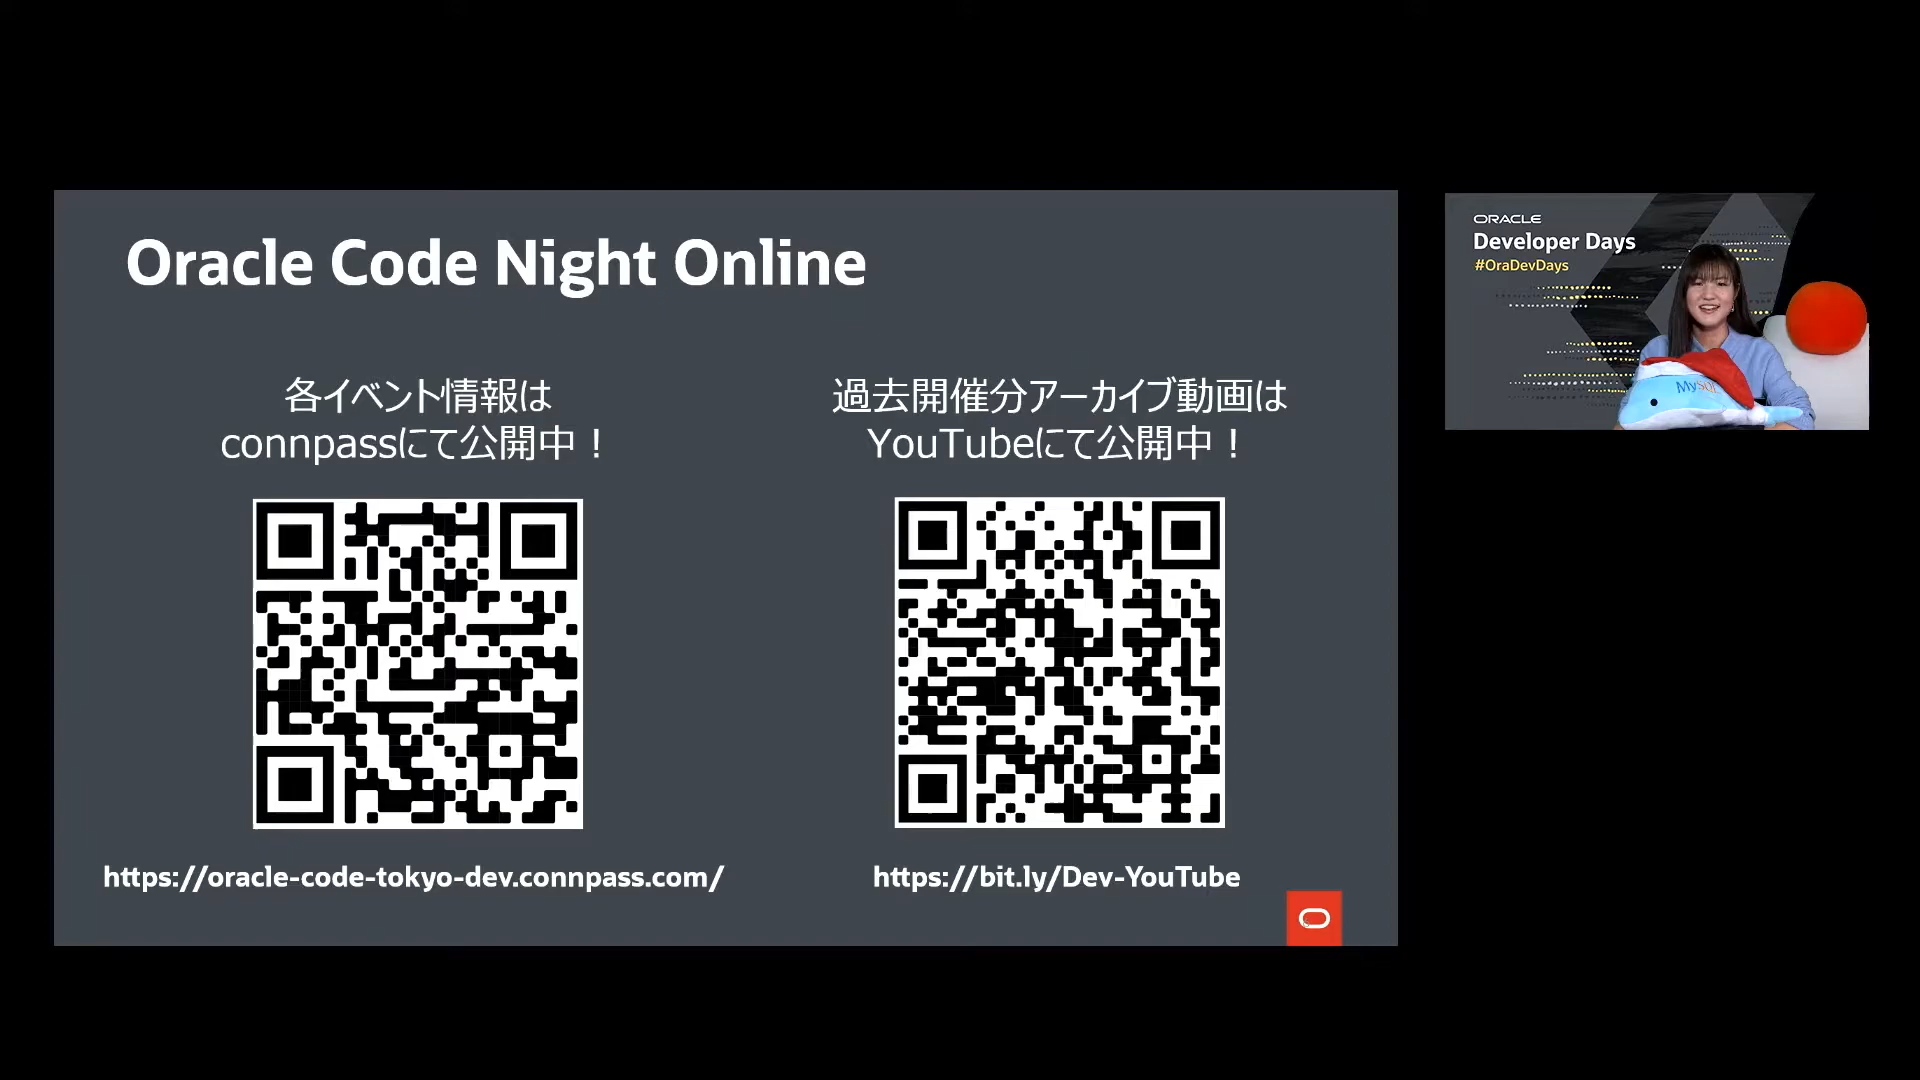 Oracle Code Night Online
各イベント情報は
connpassにて公開中！
過去開催分アーカイブ動画は
YouTubeにて公開中！
https://oracle-code-tokyo-dev.connpass.com/
https://bit.ly/Dev-YouTube
ORACLE
Developer Days
#OraDevDays
MySQL